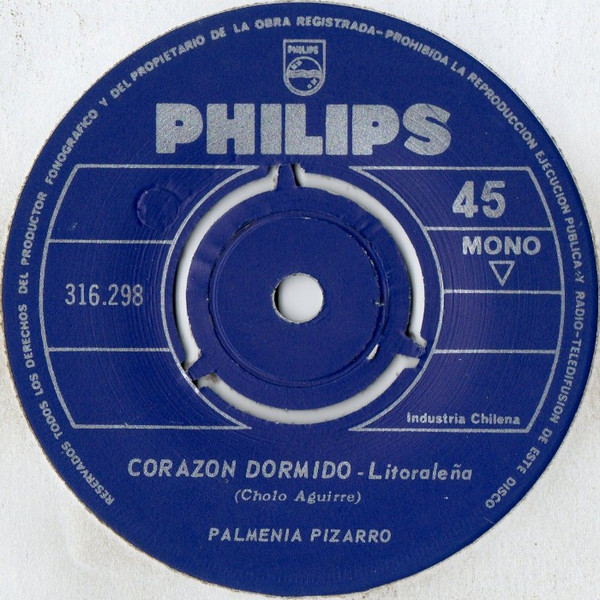 RESERVADOS TODOS LOS DERECHOS DEL PRODUCTOR FONOGRAFICO Y DEL PROPIETARIO DE LA OBRA REGISTRADA-PROHIBIDA LA REPRODUCCION EJECUCION PUBLICA Y RADIO-TELEDIFUSION DE ESTE DISCO
PHILIPS
PHILIPS
45
MONO
316.298
Industria Chilena
CORAZON DORMIDO - Litoraleña
(Cholo Aguirre)
PALMENIA PIZARRO